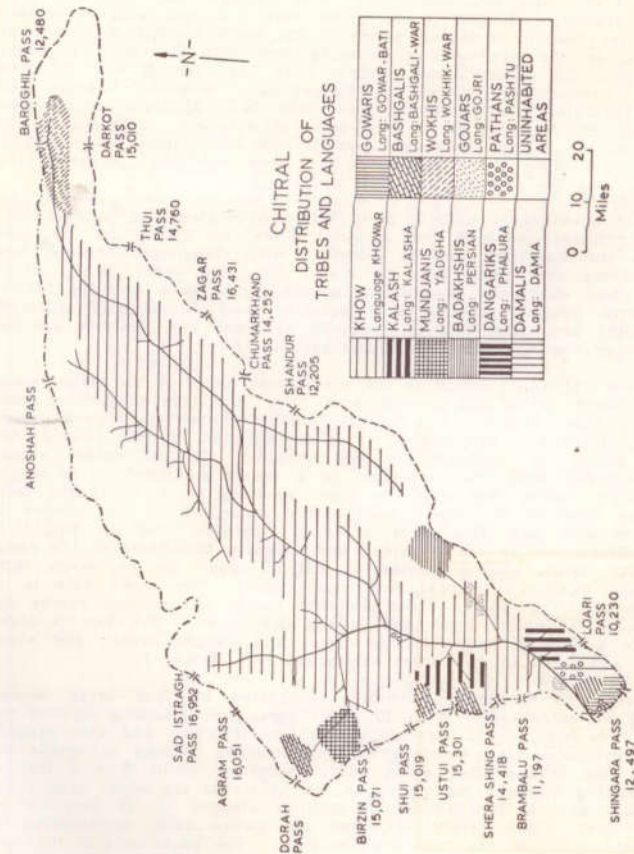 CHITRAL
DISTRIBUTION OF
TRIBES AND LANGUAGES
-N-
BAROGHIL PASS
12,480
DARKOT
PASS
15,010
THUI
PASS
14,760
ZAGAR
PASS
16,431
CHUMARKHAND
PASS 14,252
SHANDUR
PASS
12,205
ANOSHAH PASS
SAD ISTRAGH
PASS 16,952
AGRAM PASS
16,051
DORAH
PASS
BIRZIN PASS
15,071
SHUI PASS
15,019
USTUI PASS
15,301
SHERA SHING PASS
14,418
BRAMBALU PASS
11,197
SHINGARA PASS
12,497
LOARI
PASS
10,230
KHOW
Language KHOWAR
KALASH
Lang: KALASHA
MUNDJANIS
Lang: YADGHA
BADAKHSHIS
Lang: PERSIAN
DANGARIKS
Lang: PHALURA
DAMALIS
Lang: DAMIA
GOWARIS
Lang: GOWAR-BATI
BASHGALIS
Lang: BASHGALI-WAR
WOKHIS
Lang WOKHIK-WAR
GOJARS
Lang: GOJRI
PATHANS
Lang: PASHTU
UNINHABITED
AREAS
0 10 20
Miles